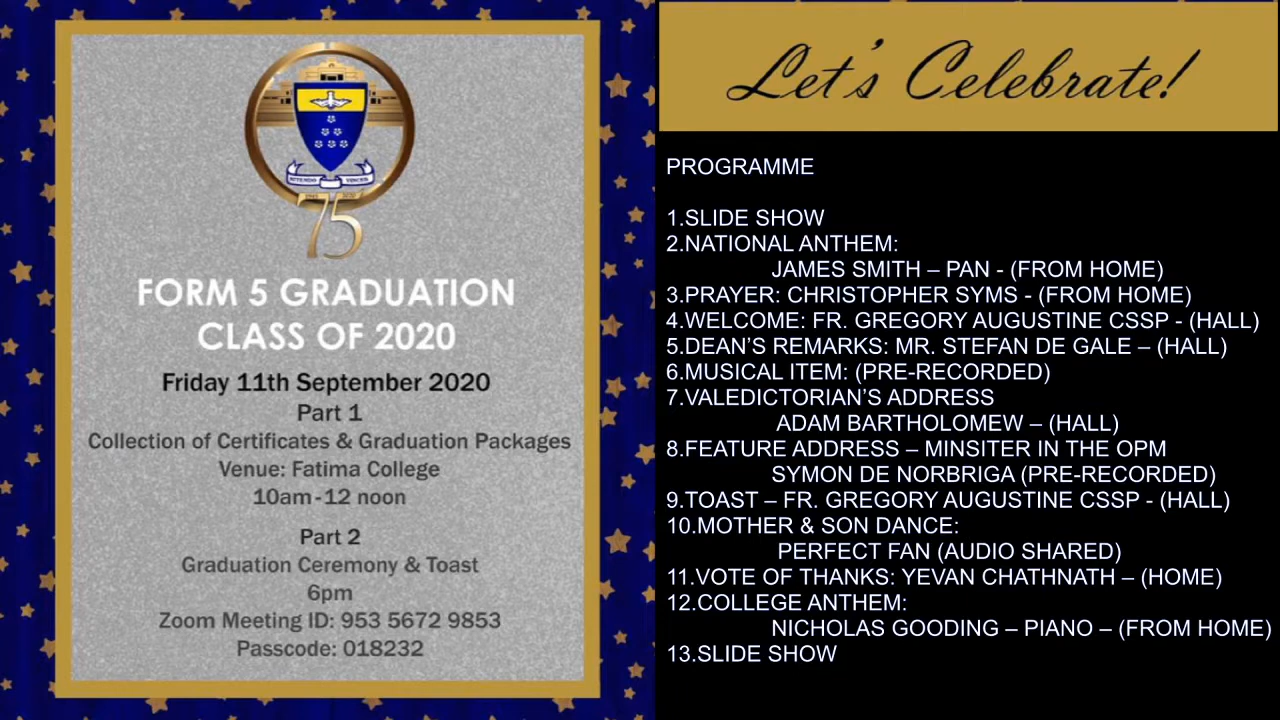 ATTENDO VINCES
1945 2020
75
FORM 5 GRADUATION
CLASS OF 2020
Friday 11th September 2020
Part 1
Collection of Certificates & Graduation Packages
Venue: Fatima College
10am-12 noon
Part 2
Graduation Ceremony & Toast
6pm
Zoom Meeting ID: 953 5672 9853
Passcode: 018232
Let's Celebrate!
PROGRAMME
1.SLIDE SHOW
2.NATIONAL ANTHEM:
JAMES SMITH – PAN - (FROM HOME)
3.PRAYER: CHRISTOPHER SYMS - (FROM HOME)
4.WELCOME: FR. GREGORY AUGUSTINE CSSP - (HALL)
5.DEAN'S REMARKS: MR. STEFAN DE GALE – (HALL)
6.MUSICAL ITEM: (PRE-RECORDED)
7.VALEDICTORIAN'S ADDRESS
ADAM BARTHOLOMEW – (HALL)
8.FEATURE ADDRESS – MINSITER IN THE OPM
SYMON DE NORBRIGA (PRE-RECORDED)
9.TOAST – FR. GREGORY AUGUSTINE CSSP - (HALL)
10.MOTHER & SON DANCE:
PERFECT FAN (AUDIO SHARED)
11.VOTE OF THANKS: YEVAN CHATHNATH – (HOME)
12.COLLEGE ANTHEM:
NICHOLAS GOODING – PIANO – (FROM HOME)
13.SLIDE SHOW